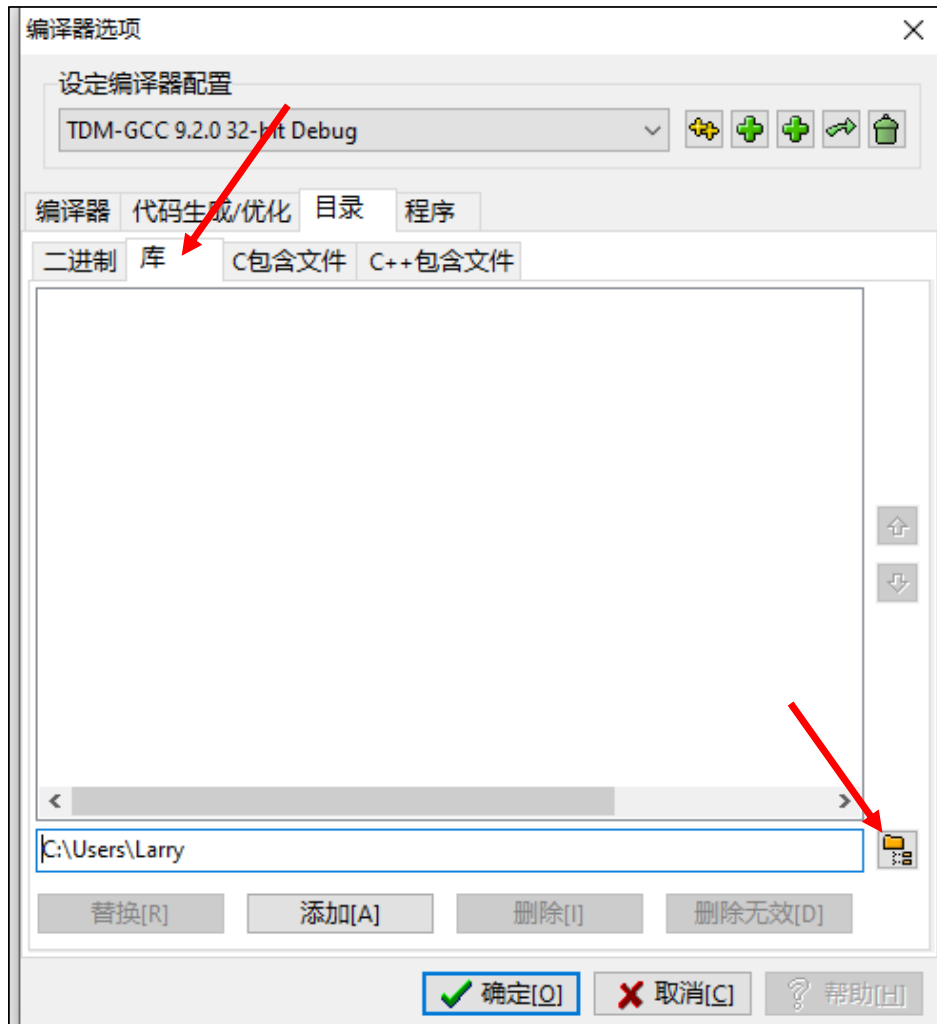 编译器选项
设定编译器配置
TDM-GCC 9.2.0 32-bit Debug
编译器 代码生成/优化 目录 程序
二进制 库 C包含文件 C++包含文件
C:\Users\Larry
替换[R] 添加[A] 删除[I] 删除无效[D]
确定[O] 取消[C] 帮助[H]